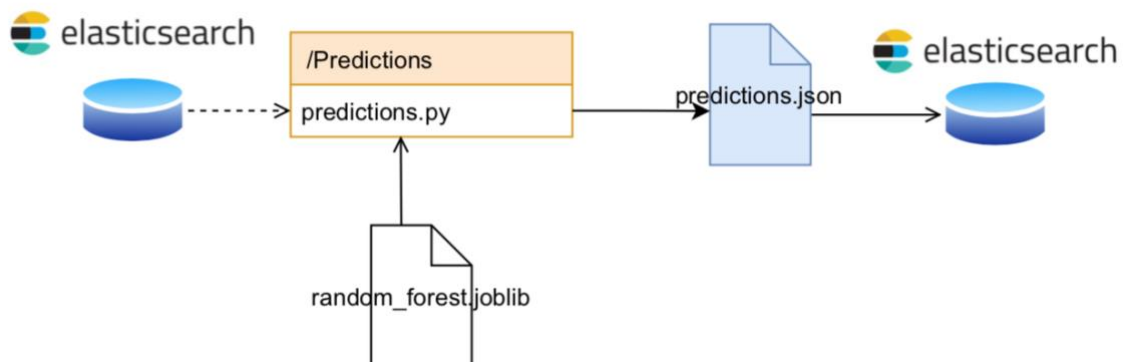 elasticsearch
/Predictions
predictions.py
predictions.json
elasticsearch
random_forest.joblib